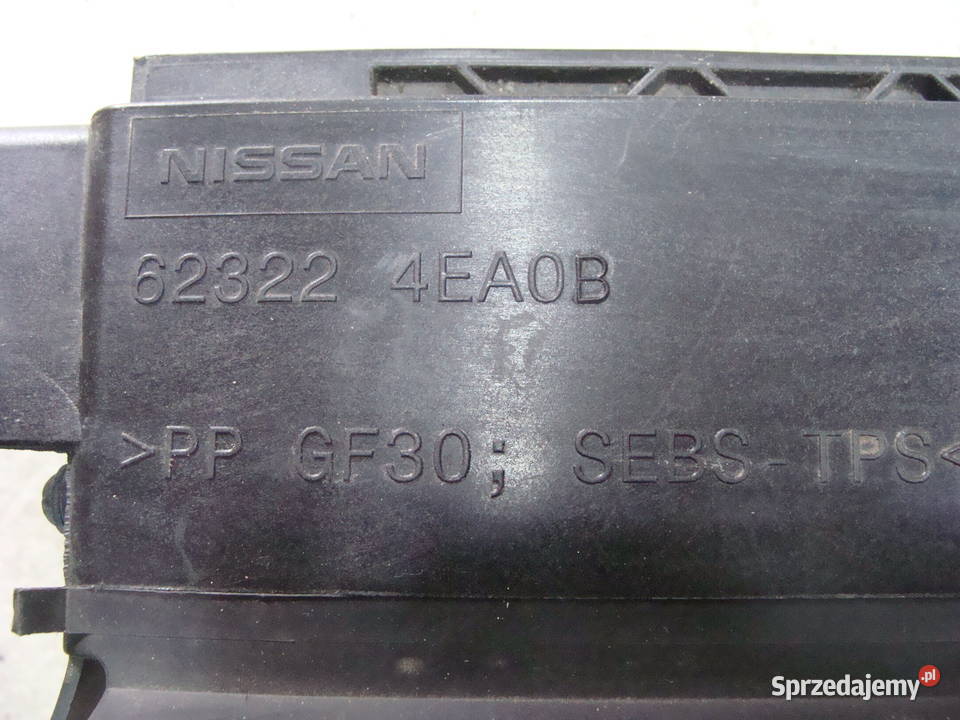 NISSAN
62322 4EA0B
>PP GF30; SEBS-TPS<
Sprzedajemy.pl